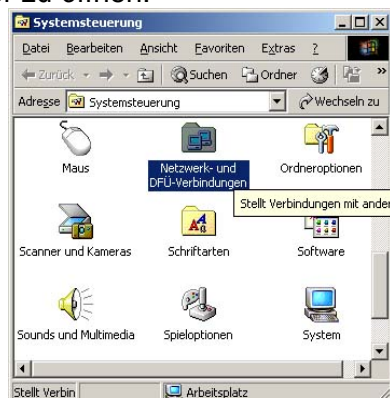 zu öffnen.
Systemsteuerung
Datei Bearbeiten Ansicht Favoriten Extras ?
Zurück Suchen Ordner »
Adresse Systemsteuerung Wechseln zu
Maus Netzwerk- und DFÜ-Verbindungen Ordneroptionen
Stellt Verbindungen mit ander
Scanner und Kameras Schriftarten Software
Sounds und Multimedia Spieloptionen System
Stellt Verbin Arbeitsplatz